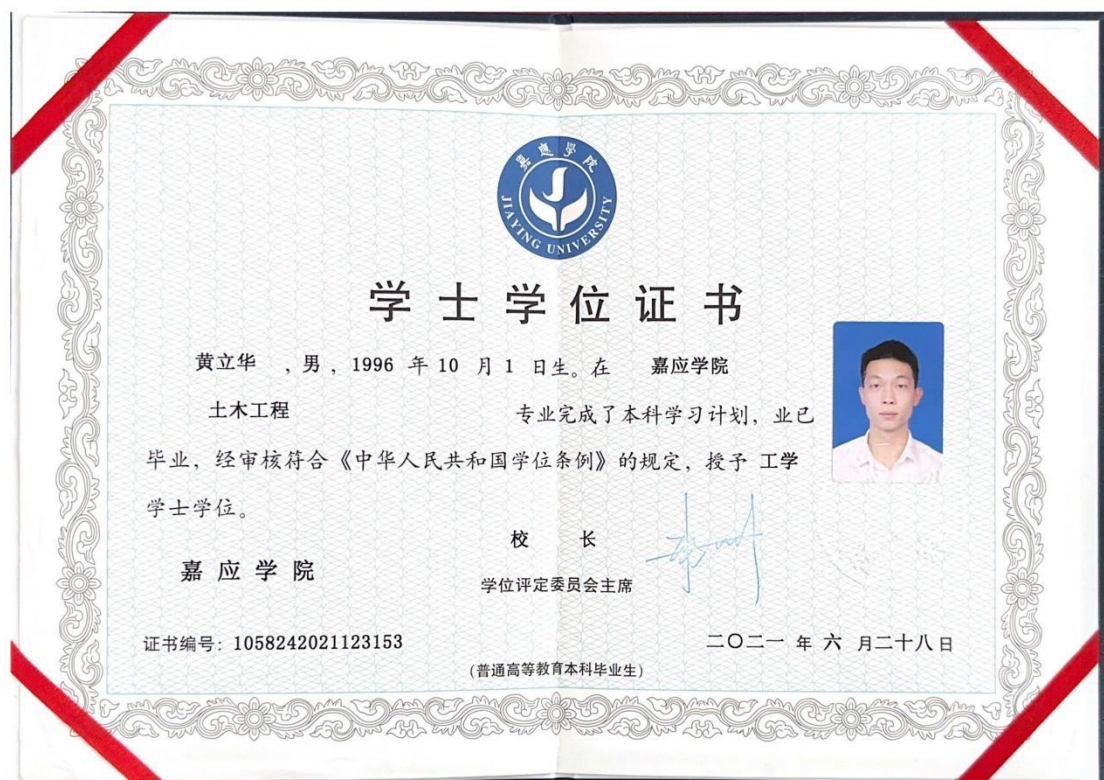 嘉應學院
JIAYING UNIVERSITY
学士学位证书
黄立华 ，男，1996 年 10 月 1 日生。在 嘉应学院
土木工程 专业完成了本科学习计划，业已
毕业，经审核符合《中华人民共和国学位条例》的规定，授予 工学
学士学位。
校 长
嘉应学院
学位评定委员会主席
证书编号：1058242021123153
二〇二一 年 六 月二十八日
(普通高等教育本科毕业生)